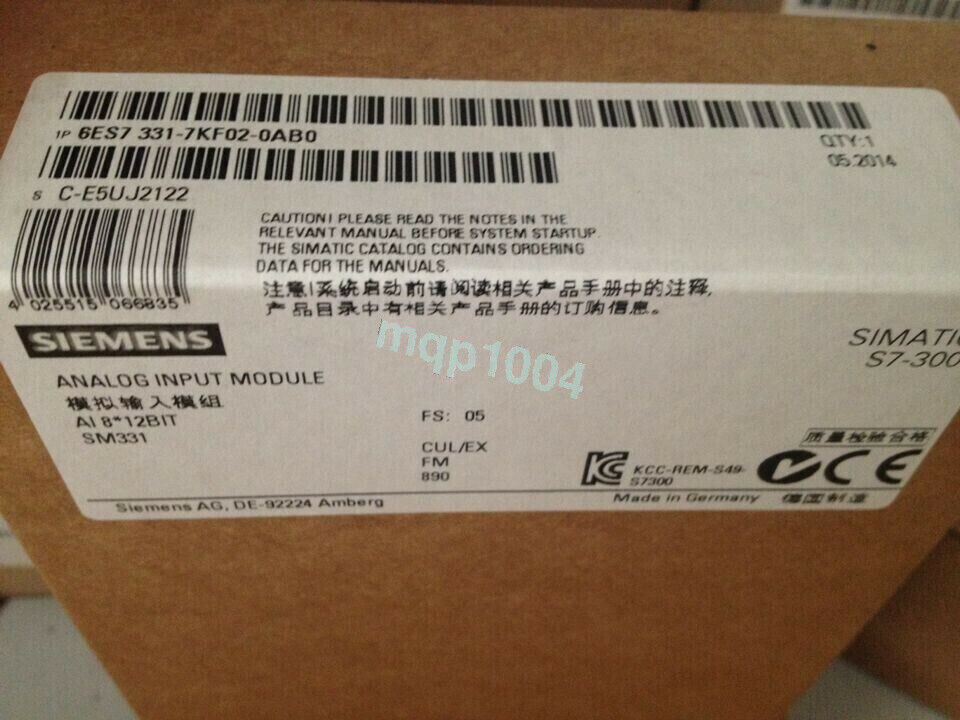 1P 6ES7 331-7KF02-0AB0
QTY:1
05.2014
S C-E5UJ2122
4 025515 066835
CAUTION! PLEASE READ THE NOTES IN THE
RELEVANT MANUAL BEFORE SYSTEM STARTUP.
THE SIMATIC CATALOG CONTAINS ORDERING
DATA FOR THE MANUALS.
注意!系统启动前请阅读相关产品手册中的注释,
产品目录中有相关产品手册的订购信息。
mqp1004
SIEMENS
SIMATIC
S7-300
ANALOG INPUT MODULE
模拟输入模组
AI 8*12BIT
SM331
FS: 05
CUL/EX
FM
890
质量检验合格
KCC-REM-S49-
S7300
CE
Made in Germany 德国制造
Siemens AG, DE-92224 Amberg